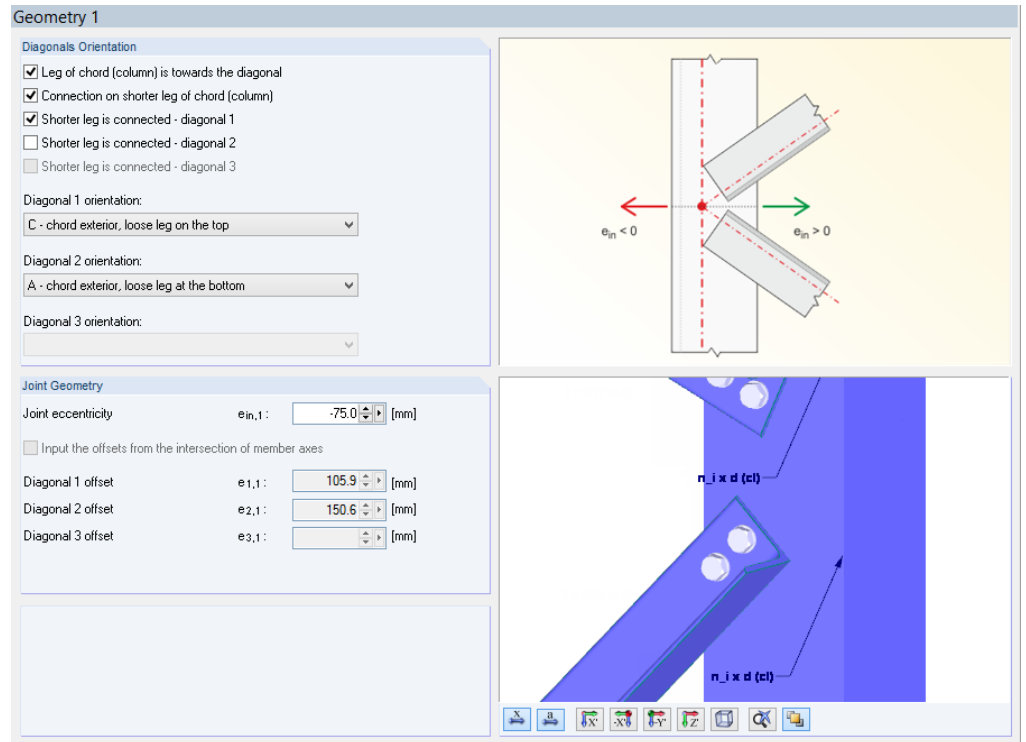 Geometry 1
Diagonals Orientation
Leg of chord (column) is towards the diagonal
Connection on shorter leg of chord (column)
Shorter leg is connected - diagonal 1
Shorter leg is connected - diagonal 2
Shorter leg is connected - diagonal 3
Diagonal 1 orientation:
C - chord exterior, loose leg on the top
Diagonal 2 orientation:
A - chord exterior, loose leg at the bottom
Diagonal 3 orientation:
e_in < 0
e_in > 0
Joint Geometry
Joint eccentricity e_in,1 : -75.0 [mm]
Input the offsets from the intersection of member axes
Diagonal 1 offset e_1,1 : 105.9 [mm]
Diagonal 2 offset e_2,1 : 150.6 [mm]
Diagonal 3 offset e_3,1 : [mm]
n_i x d (cl)
n_i x d (cl)
X a X' -X' -Y' Z'